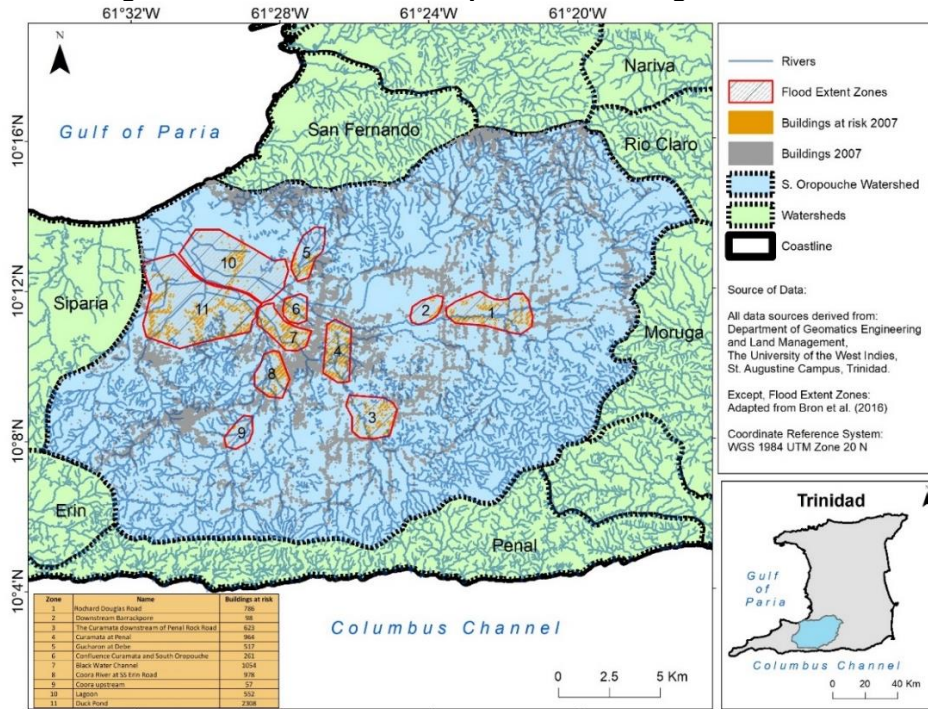 61°32'W
61°28'W
61°24'W
61°20'W
10°16'N
10°12'N
10°8'N
10°4'N
N
Gulf of Paria
San Fernando
Nariva
Rio Claro
Siparia
Moruga
Erin
Penal
Columbus Channel
10
5
11
6
2
1
7
4
8
3
9
0 2.5 5 Km
Zone Name Buildings at risk
1 Rochard Douglas Road 786
2 Downstream Barrackpore 98
3 The Curamata downstream of Penal Rock Road 623
4 Curamata at Penal 964
5 Gucharon at Debe 517
6 Confluence Curamata and South Oropouche 261
7 Black Water Channel 1054
8 Coora River at SS Erin Road 978
9 Coora upstream 57
10 Lagoon 552
11 Duck Pond 2308
Rivers
Flood Extent Zones
Buildings at risk 2007
Buildings 2007
S. Oropouche Watershed
Watersheds
Coastline
Source of Data:
All data sources derived from:
Department of Geomatics Engineering
and Land Management,
The University of the West Indies,
St. Augustine Campus, Trinidad.
Except, Flood Extent Zones:
Adapted from Bron et al. (2016)
Coordinate Reference System:
WGS 1984 UTM Zone 20 N
Trinidad
Gulf
of
Paria
Columbus Channel
0 20 40 Km